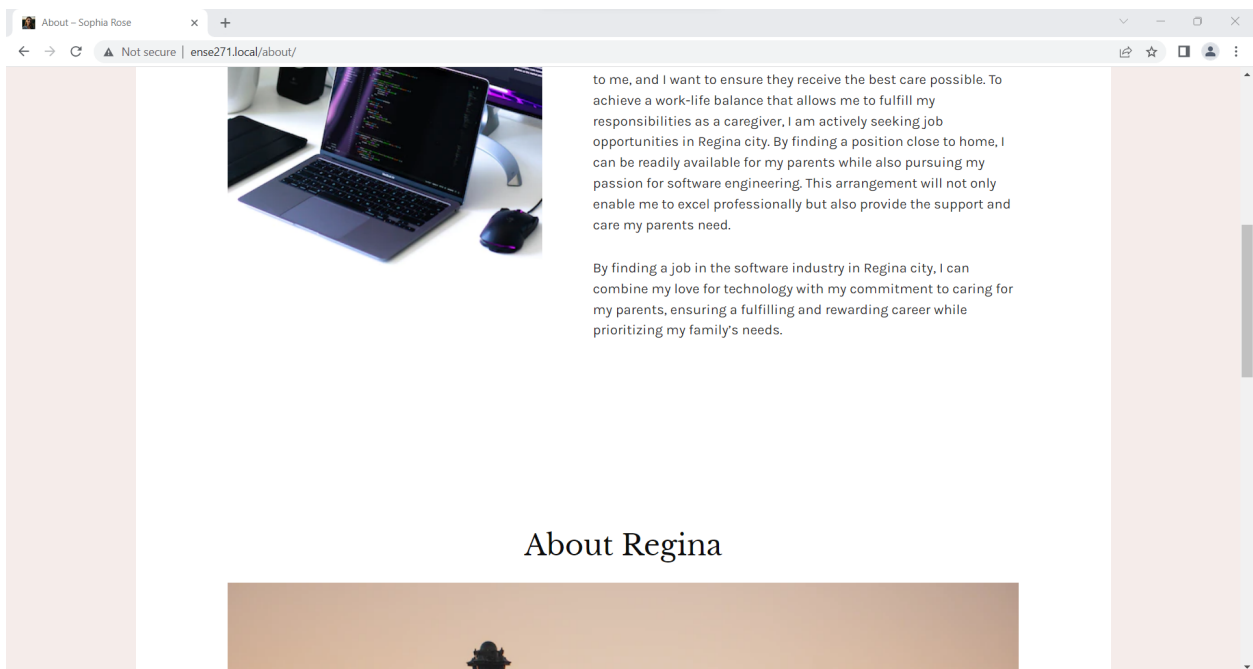 About – Sophia Rose
Not secure | ense271.local/about/
to me, and I want to ensure they receive the best care possible. To
achieve a work-life balance that allows me to fulfill my
responsibilities as a caregiver, I am actively seeking job
opportunities in Regina city. By finding a position close to home, I
can be readily available for my parents while also pursuing my
passion for software engineering. This arrangement will not only
enable me to excel professionally but also provide the support and
care my parents need.
By finding a job in the software industry in Regina city, I can
combine my love for technology with my commitment to caring for
my parents, ensuring a fulfilling and rewarding career while
prioritizing my family’s needs.
About Regina